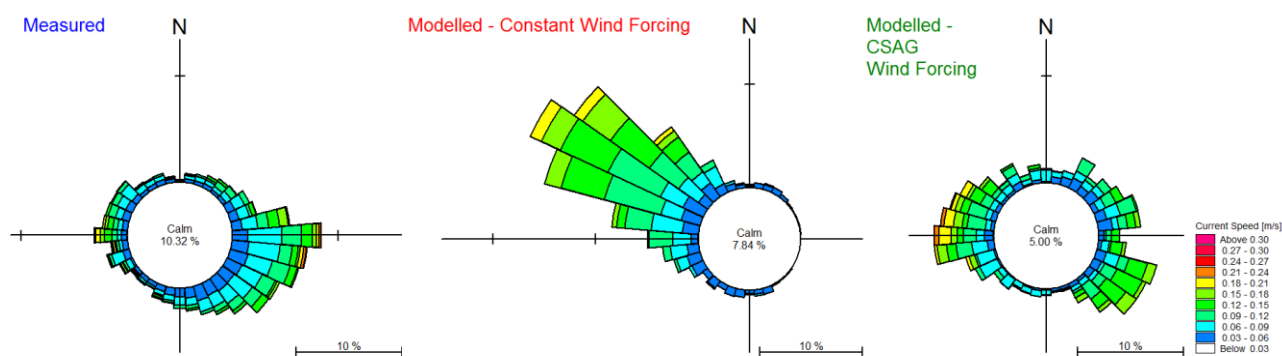 Measured
N
Calm
10.32 %
10 %
Modelled - Constant Wind Forcing
N
Calm
7.84 %
10 %
Modelled -
CSAG
Wind Forcing
N
Calm
5.00 %
10 %
Current Speed [m/s]
Above 0.30
0.27 - 0.30
0.24 - 0.27
0.21 - 0.24
0.18 - 0.21
0.15 - 0.18
0.12 - 0.15
0.09 - 0.12
0.06 - 0.09
0.03 - 0.06
Below 0.03